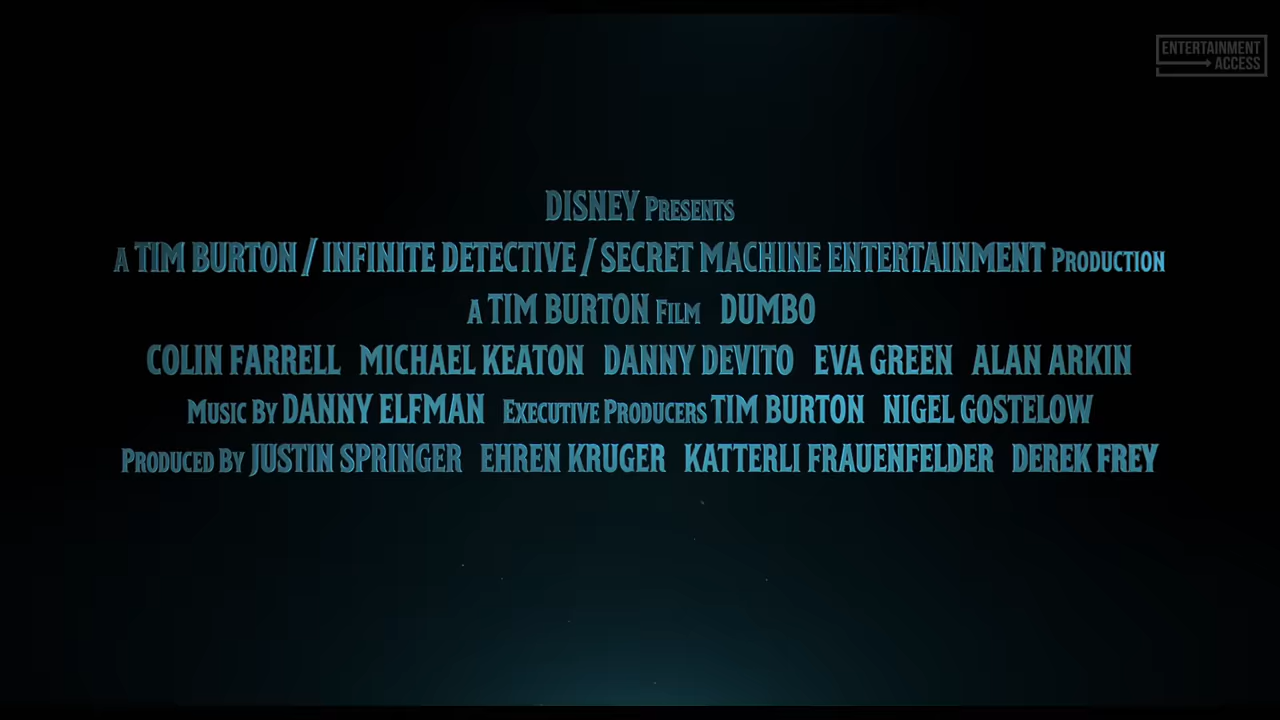 ENTERTAINMENT
ACCESS
DISNEY PRESENTS
A TIM BURTON / INFINITE DETECTIVE / SECRET MACHINE ENTERTAINMENT PRODUCTION
A TIM BURTON FILM DUMBO
COLIN FARRELL MICHAEL KEATON DANNY DEVITO EVA GREEN ALAN ARKIN
MUSIC BY DANNY ELFMAN EXECUTIVE PRODUCERS TIM BURTON NIGEL GOSTELOW
PRODUCED BY JUSTIN SPRINGER EHREN KRUGER KATTERLI FRAUENFELDER DEREK FREY